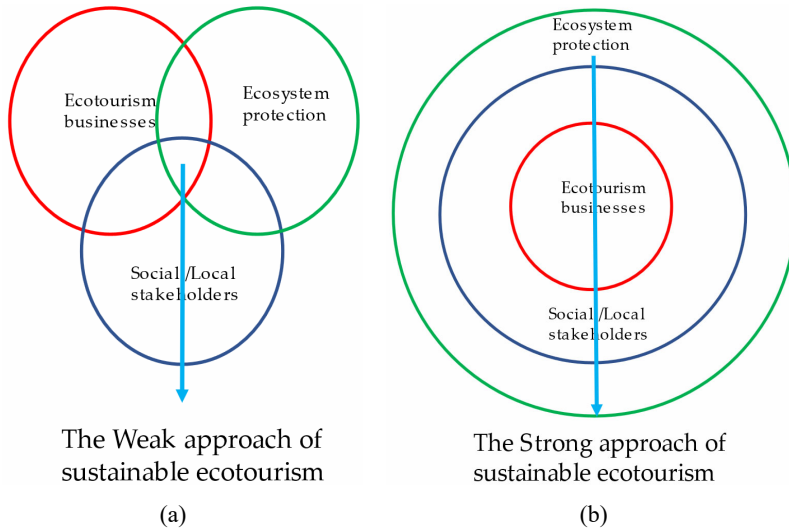 Ecotourism
businesses
Ecosystem
protection
Social /Local
stakeholders
The Weak approach of
sustainable ecotourism
(a)
Ecosystem
protection
Ecotourism
businesses
Social /Local
stakeholders
The Strong approach of
sustainable ecotourism
(b)